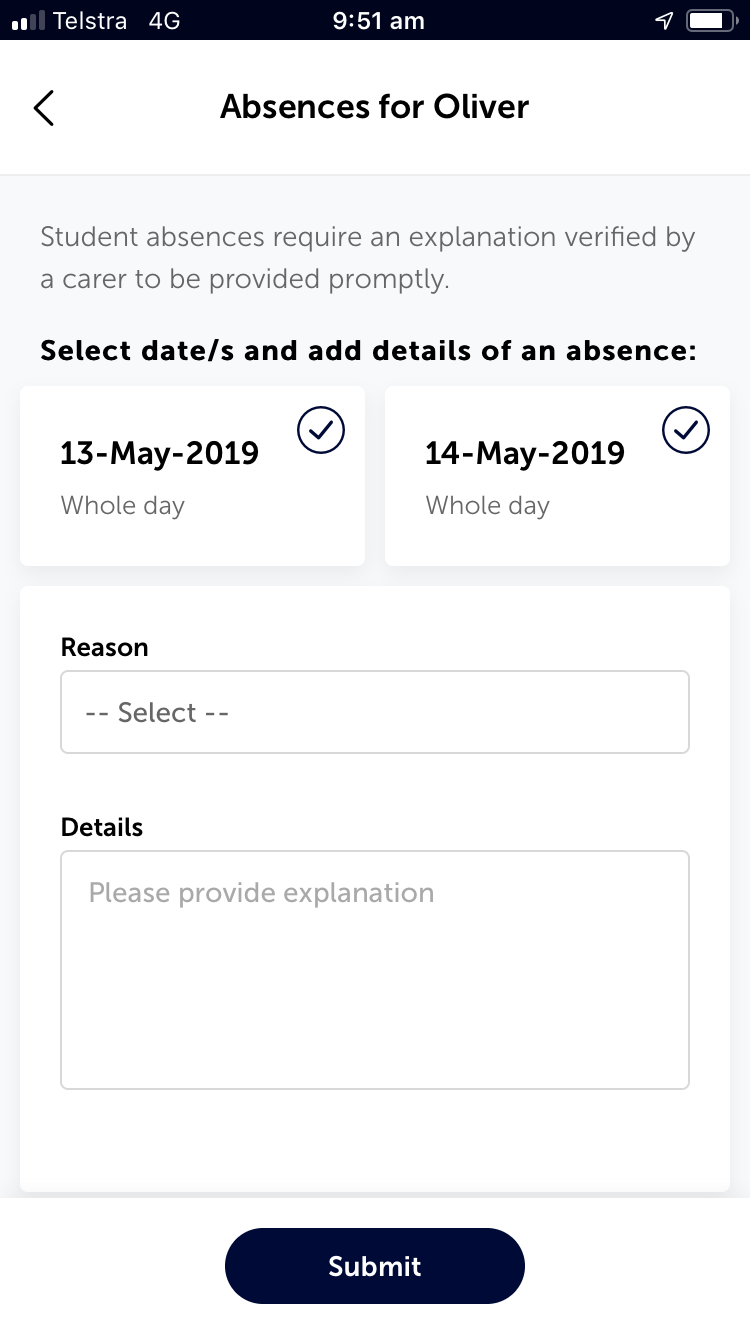 Telstra 4G 9:51 am
Absences for Oliver
Student absences require an explanation verified by
a carer to be provided promptly.
Select date/s and add details of an absence:
13-May-2019
Whole day
14-May-2019
Whole day
Reason
-- Select --
Details
Please provide explanation
Submit